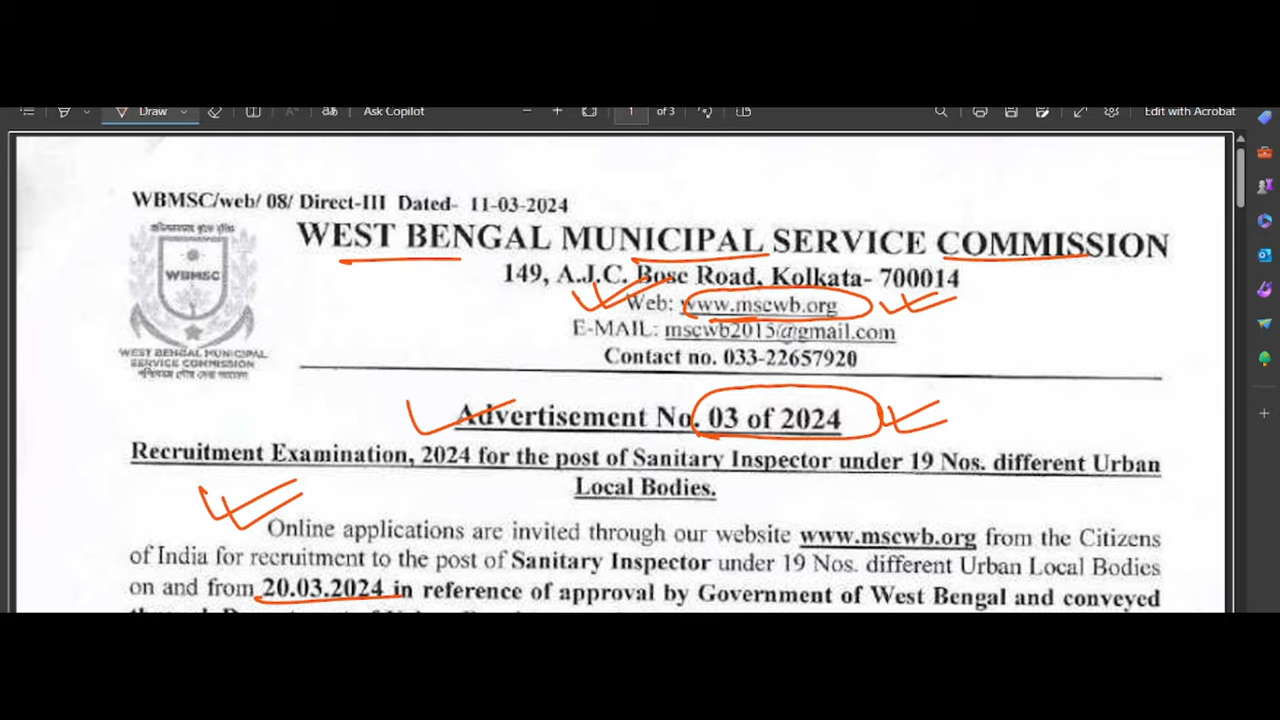 Draw
Ask Copilot
1 of 3
Edit with Acrobat
WBMSC/web/ 08/ Direct-III Dated- 11-03-2024
WEST BENGAL MUNICIPAL SERVICE COMMISSION
149, A.J.C. Bose Road, Kolkata- 700014
Web: www.mscwb.org
E-MAIL: mscwb2015@gmail.com
Contact no. 033-22657920
WBMSC
WEST BENGAL MUNICIPAL
SERVICE COMMISSION
Advertisement No. 03 of 2024
Recruitment Examination, 2024 for the post of Sanitary Inspector under 19 Nos. different Urban
Local Bodies.
Online applications are invited through our website www.mscwb.org from the Citizens
of India for recruitment to the post of Sanitary Inspector under 19 Nos. different Urban Local Bodies
on and from 20.03.2024 in reference of approval by Government of West Bengal and conveyed